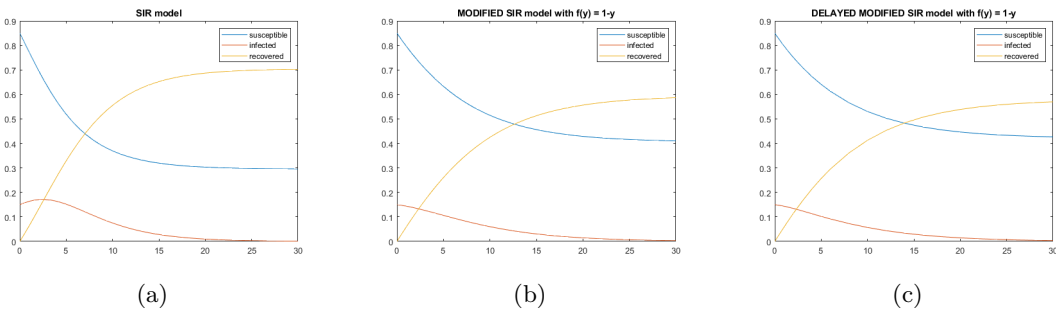 SIR model
0.9
0.8
0.7
0.6
0.5
0.4
0.3
0.2
0.1
0
0 5 10 15 20 25 30
susceptible
infected
recovered
(a)
MODIFIED SIR model with f(y) = 1-y
0.9
0.8
0.7
0.6
0.5
0.4
0.3
0.2
0.1
0
0 5 10 15 20 25 30
susceptible
infected
recovered
(b)
DELAYED MODIFIED SIR model with f(y) = 1-y
0.9
0.8
0.7
0.6
0.5
0.4
0.3
0.2
0.1
0
0 5 10 15 20 25 30
susceptible
infected
recovered
(c)